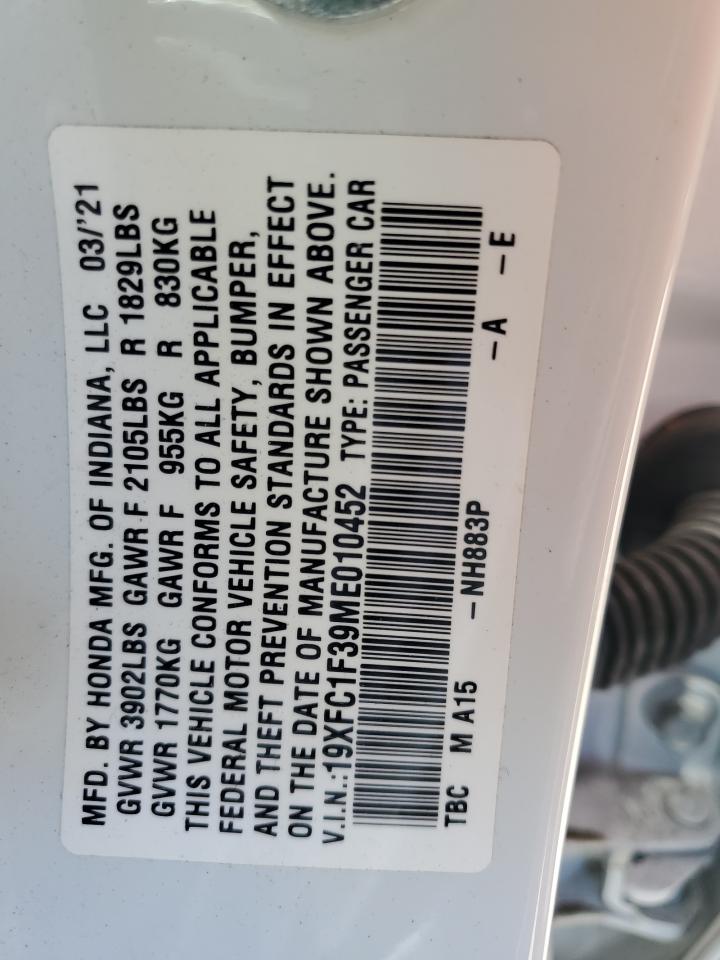 MFD. BY HONDA MFG. OF INDIANA, LLC 03/'21
GVWR 3902LBS GAWR F 2105LBS R 1829LBS
GVWR 1770KG GAWR F 955KG R 830KG
THIS VEHICLE CONFORMS TO ALL APPLICABLE
FEDERAL MOTOR VEHICLE SAFETY, BUMPER,
AND THEFT PREVENTION STANDARDS IN EFFECT
ON THE DATE OF MANUFACTURE SHOWN ABOVE.
V.I.N.:19XFC1F39ME010452 TYPE: PASSENGER CAR
TBC M A15 –NH883P –A –E